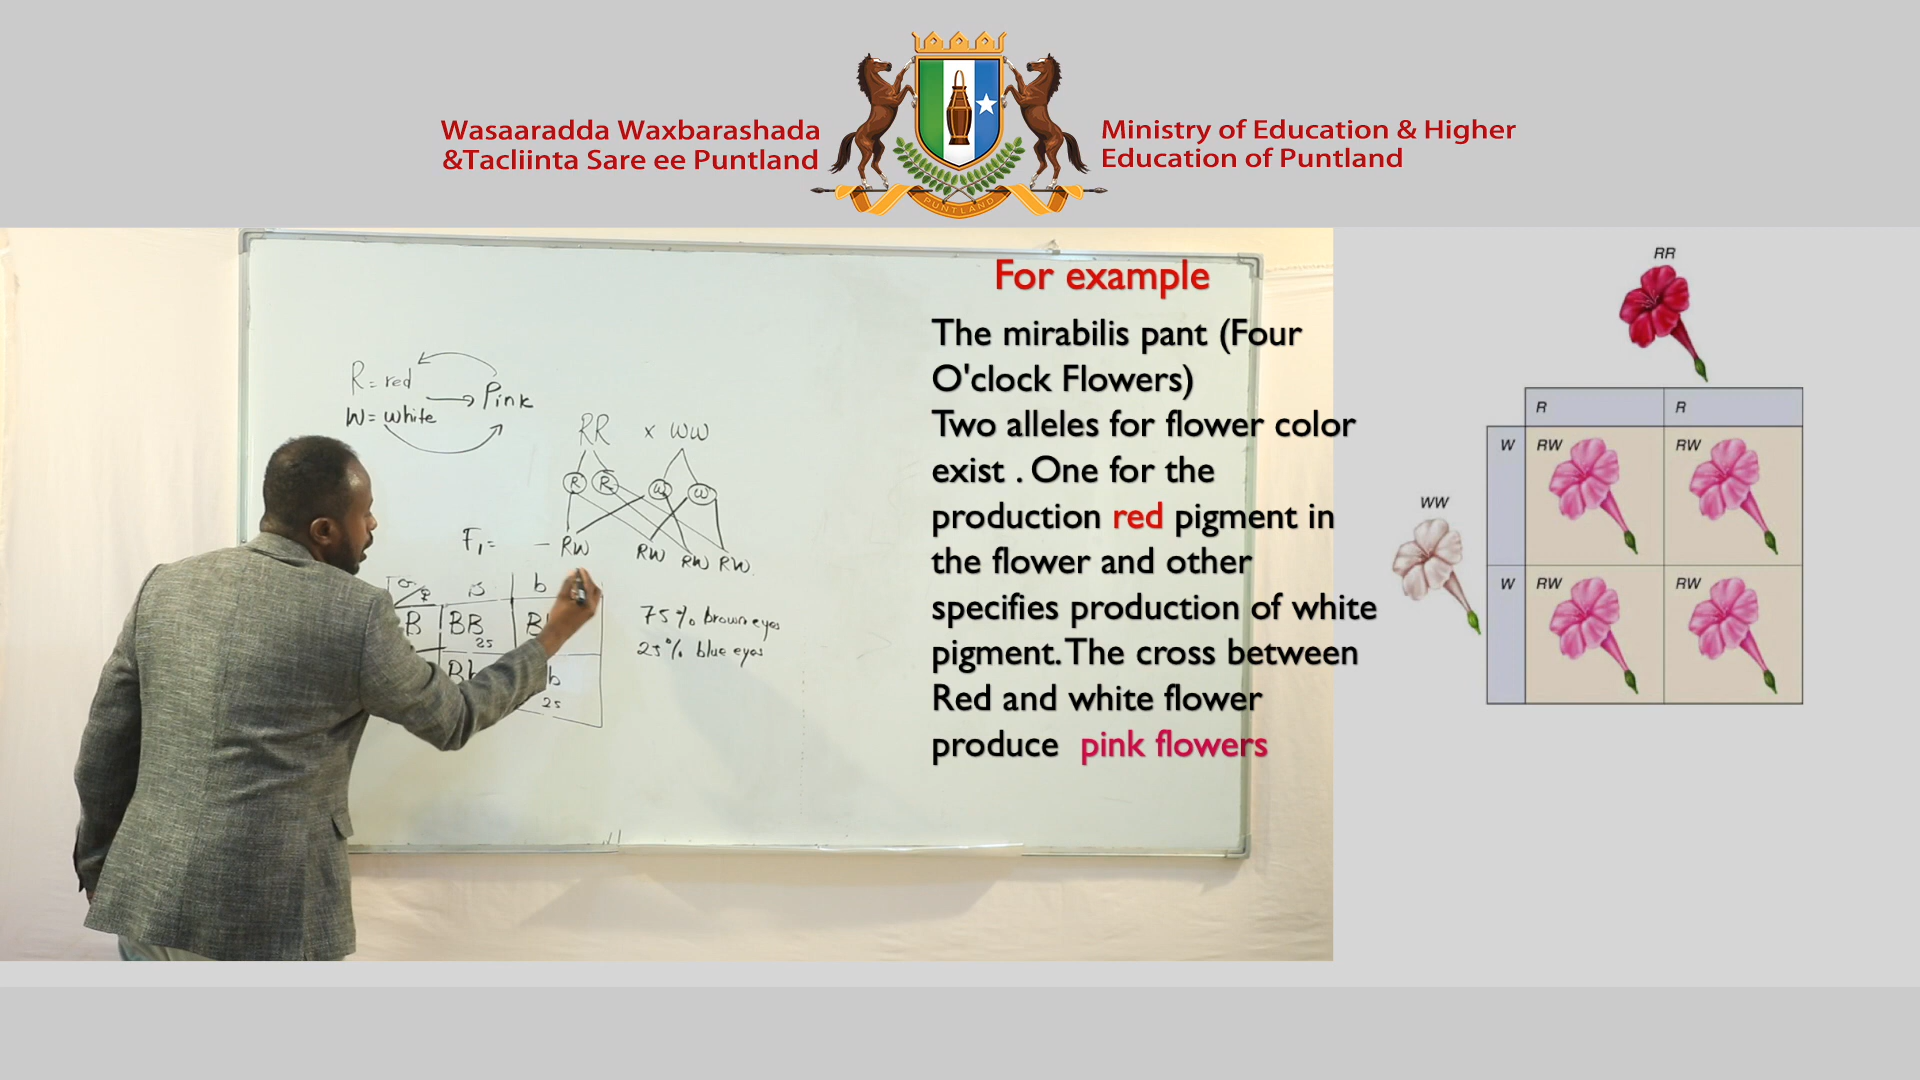 Wasaaradda Waxbarashada
&Tacliinta Sare ee Puntland
PUNTLAND
Ministry of Education & Higher
Education of Puntland
R = red
W = white
Pink
RR x WW
R R W W
F1 = - RW RW RW RW
B b
B BB
25
Bb b
25
75% brown eyes
25% blue eyes
For example
The mirabilis pant (Four
O'clock Flowers)
Two alleles for flower color
exist . One for the
production red pigment in
the flower and other
specifies production of white
pigment. The cross between
Red and white flower
produce pink flowers
RR
R R
W RW RW
WW
W RW RW